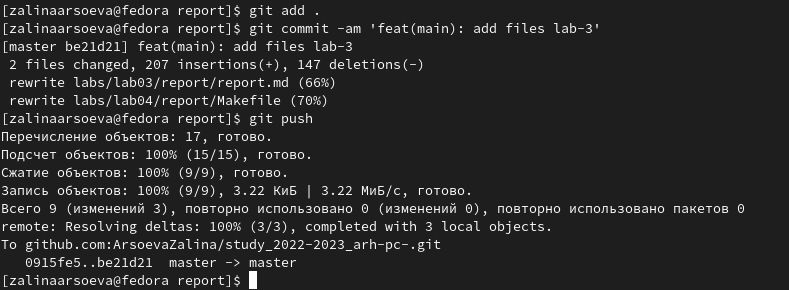 [zalinaarsoeva@fedora report]$ git add .
[zalinaarsoeva@fedora report]$ git commit -am 'feat(main): add files lab-3'
[master be21d21] feat(main): add files lab-3
 2 files changed, 207 insertions(+), 147 deletions(-)
 rewrite labs/lab03/report/report.md (66%)
 rewrite labs/lab04/report/Makefile (70%)
[zalinaarsoeva@fedora report]$ git push
Перечисление объектов: 17, готово.
Подсчет объектов: 100% (15/15), готово.
Сжатие объектов: 100% (9/9), готово.
Запись объектов: 100% (9/9), 3.22 КиБ | 3.22 МиБ/с, готово.
Всего 9 (изменений 3), повторно использовано 0 (изменений 0), повторно использовано пакетов 0
remote: Resolving deltas: 100% (3/3), completed with 3 local objects.
To github.com:ArsoevaZalina/study_2022-2023_arh-pc-.git
   0915fe5..be21d21  master -> master
[zalinaarsoeva@fedora report]$